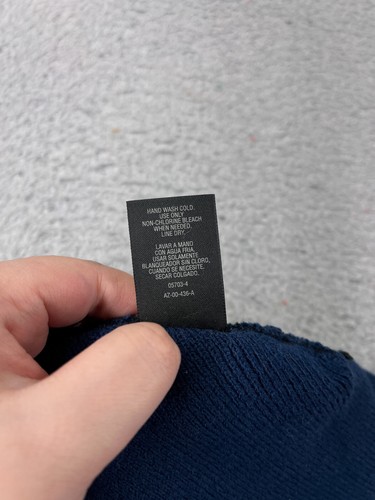 HAND WASH COLD.
USE ONLY
NON-CHLORINE BLEACH
WHEN NEEDED.
LINE DRY.
LAVAR A MANO
CON AGUA FRIA.
USAR SOLAMENTE
BLANQUEADOR SIN CLORO,
CUANDO SE NECESITE.
SECAR COLGADO.
05703-4
AZ-00-436-A